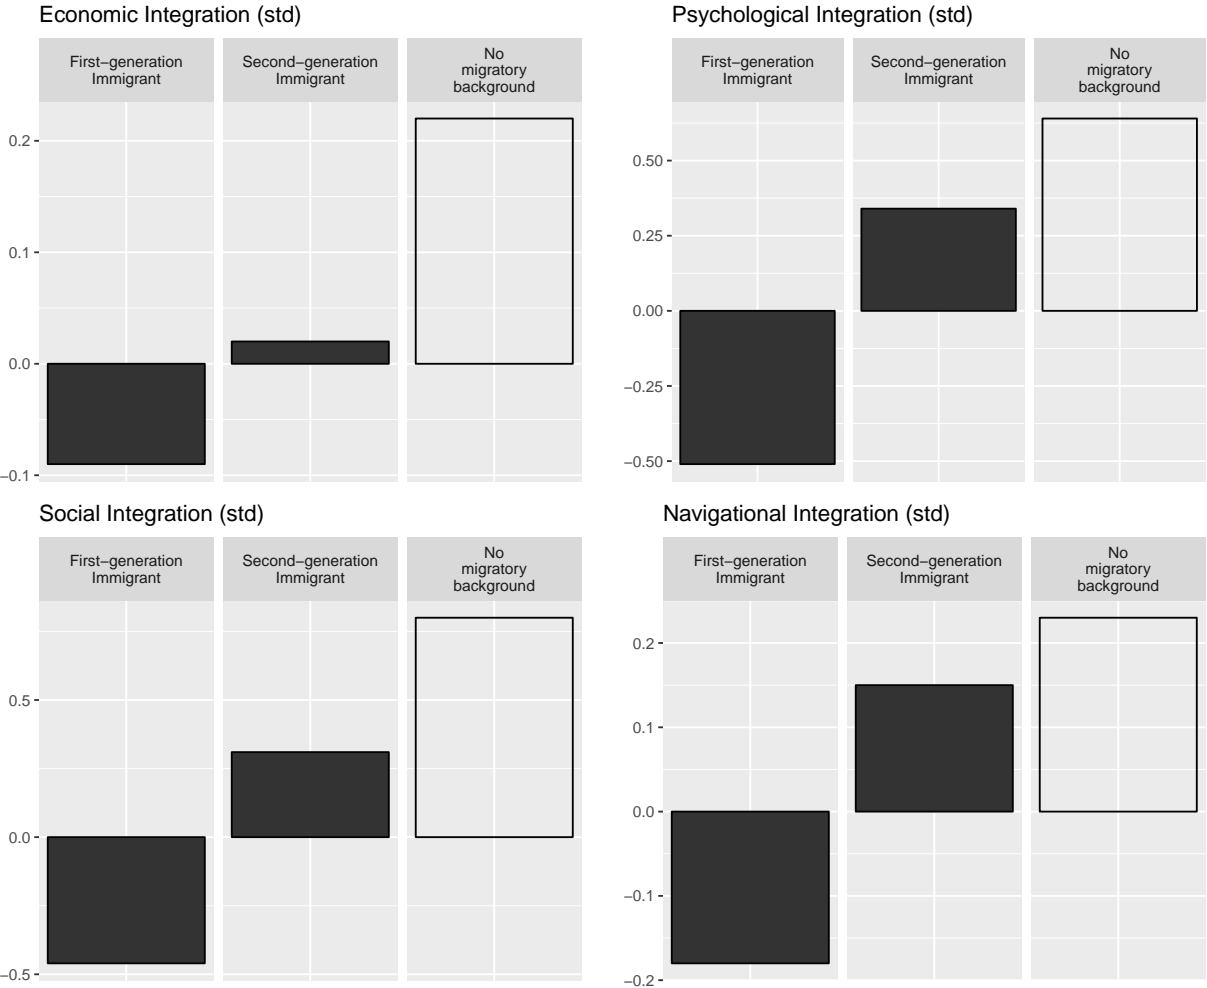 Economic Integration (std)
First−generation
Immigrant
Second−generation
Immigrant
No
migratory
background
0.2
0.1
0.0
−0.1
Psychological Integration (std)
First−generation
Immigrant
Second−generation
Immigrant
No
migratory
background
0.50
0.25
0.00
−0.25
−0.50
Social Integration (std)
First−generation
Immigrant
Second−generation
Immigrant
No
migratory
background
0.5
0.0
−0.5
Navigational Integration (std)
First−generation
Immigrant
Second−generation
Immigrant
No
migratory
background
0.2
0.1
0.0
−0.1
−0.2